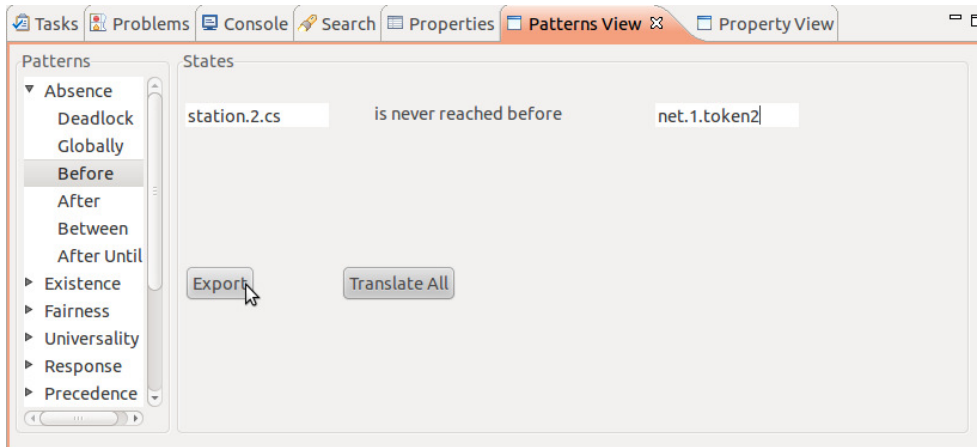 Tasks Problems Console Search Properties Patterns View Property View
Patterns
States
Absence
Deadlock
Globally
Before
After
Between
After Until
Existence
Fairness
Universality
Response
Precedence
station.2.cs is never reached before net.1.token2
Export Translate All